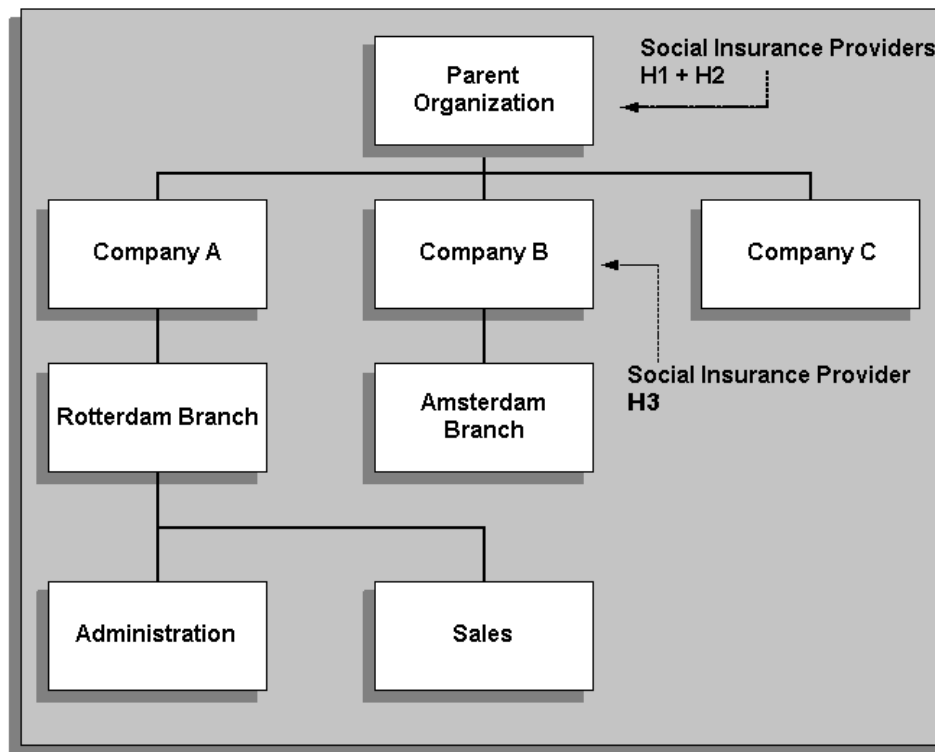 Parent
Organization
Social Insurance Providers
H1 + H2
Company A
Company B
Company C
Rotterdam Branch
Amsterdam
Branch
Social Insurance Provider
H3
Administration
Sales